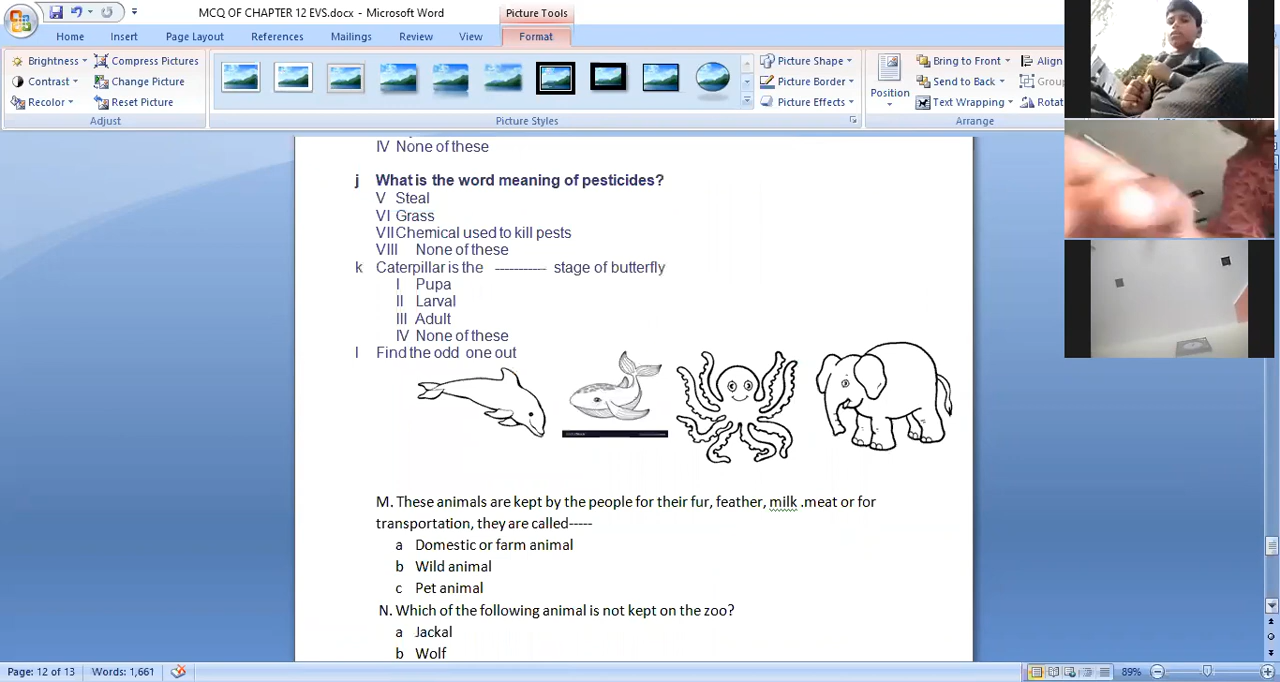 MCQ OF CHAPTER 12 EVS.docx - Microsoft Word
Picture Tools
Home Insert Page Layout References Mailings Review View Format
Brightness Compress Pictures
Contrast Change Picture
Recolor Reset Picture
Adjust
Picture Styles
Picture Shape
Picture Border
Picture Effects
Position
Bring to Front Align
Send to Back Group
Text Wrapping Rotat
Arrange
IV None of these
j What is the word meaning of pesticides?
V Steal
VI Grass
VII Chemical used to kill pests
VIII None of these
k Caterpillar is the ----------- stage of butterfly
I Pupa
II Larval
III Adult
IV None of these
l Find the odd one out
M. These animals are kept by the people for their fur, feather, milk .meat or for
transportation, they are called-----
a Domestic or farm animal
b Wild animal
c Pet animal
N. Which of the following animal is not kept on the zoo?
a Jackal
b Wolf
Page: 12 of 13 Words: 1,661 89%